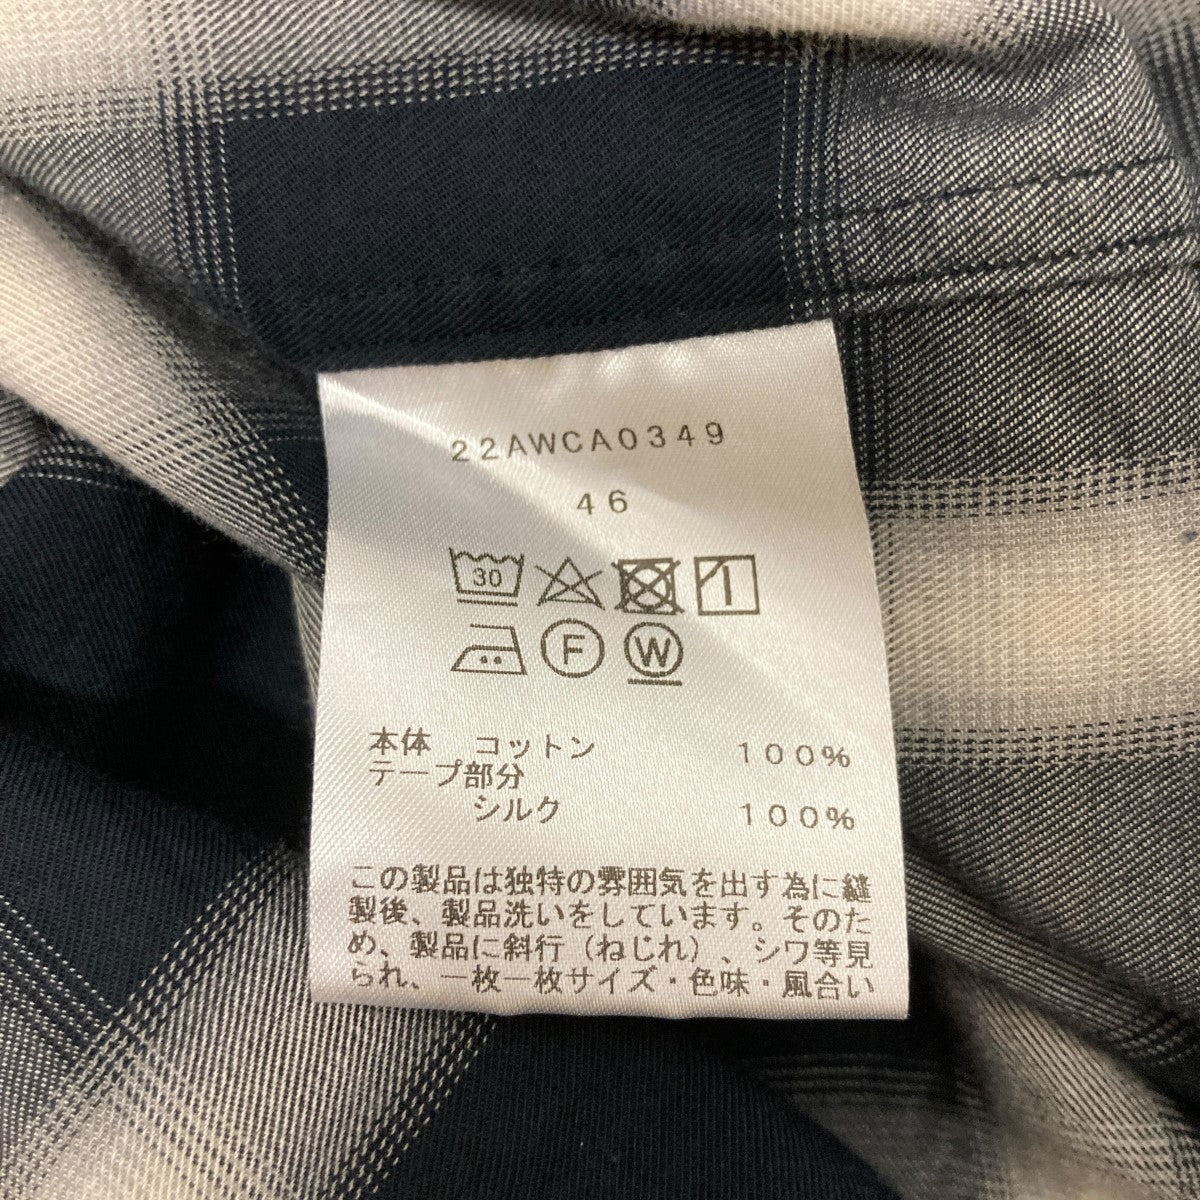 22AWCA0349
46
30
F W
本体 コットン 100%
テープ部分
シルク 100%
この製品は独特の雰囲気を出す為に縫
製後、製品洗いをしています。そのた
め、製品に斜行（ねじれ）、シワ等見
られ、一枚一枚サイズ・色味・風合い